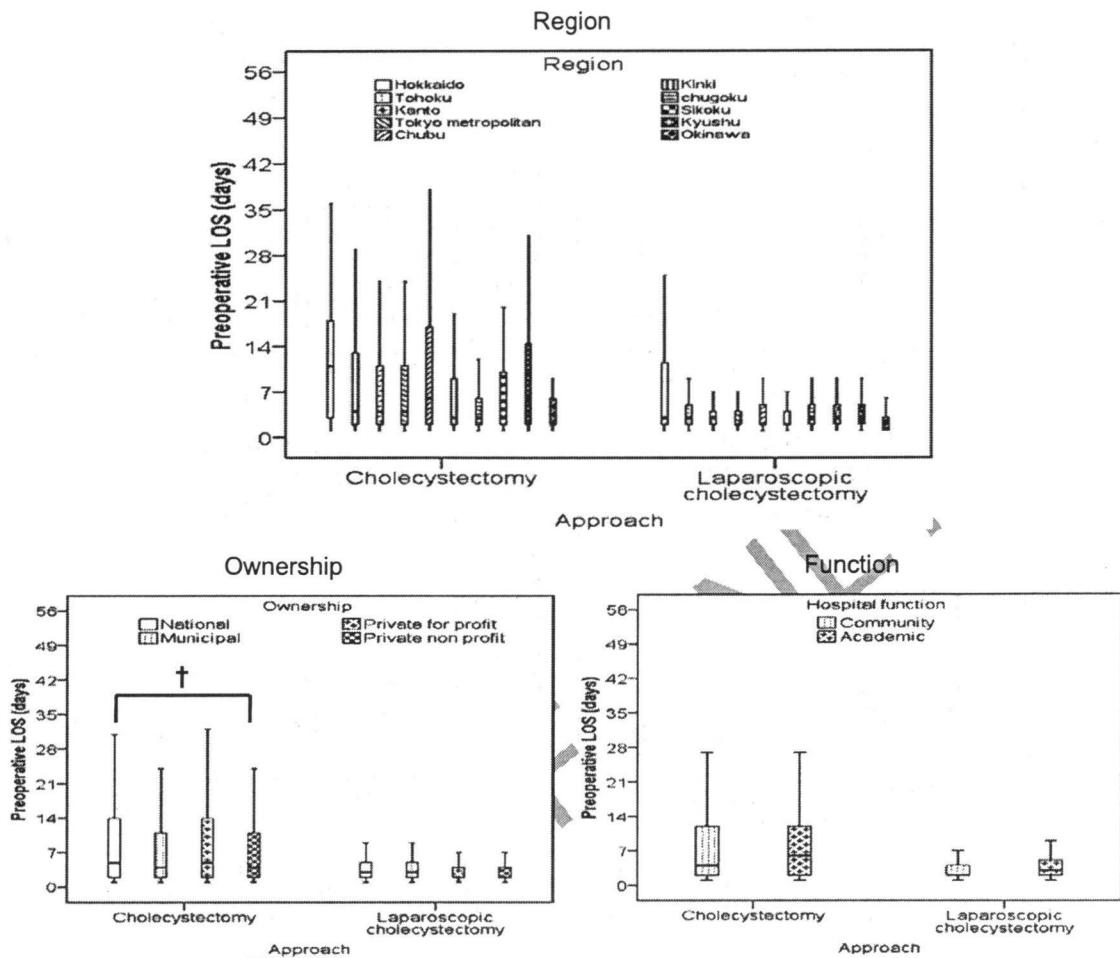 Region
Region
Hokkaido
Tohoku
Kanto
Tokyo metropolitan
Chubu
Kinki
chugoku
Sikoku
Kyushu
Okinawa
Preoperative LOS (days)
56
49
42
35
28
21
14
7
0
Cholecystectomy
Laparoscopic
cholecystectomy
Approach
Ownership
Ownership
National
Municipal
Private for profit
Private non profit
†
Preoperative LOS (days)
56
49
42
35
28
21
14
7
0
Cholecystectomy
Laparoscopic
cholecystectomy
Approach
Function
Hospital function
Community
Academic
Preoperative LOS (days)
56
49
42
35
28
21
14
7
0
Cholecystectomy
Laparoscopic
cholecystectomy
Approach